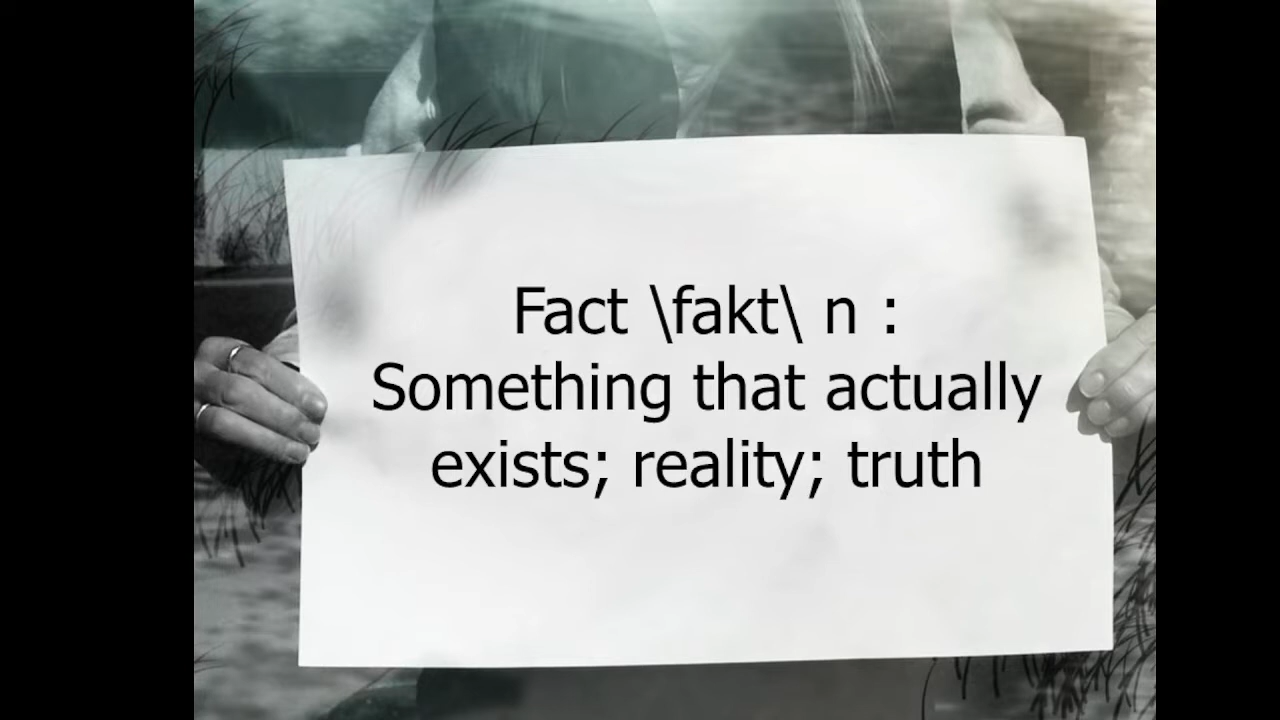 Fact \fakt\ n :
Something that actually
exists; reality; truth